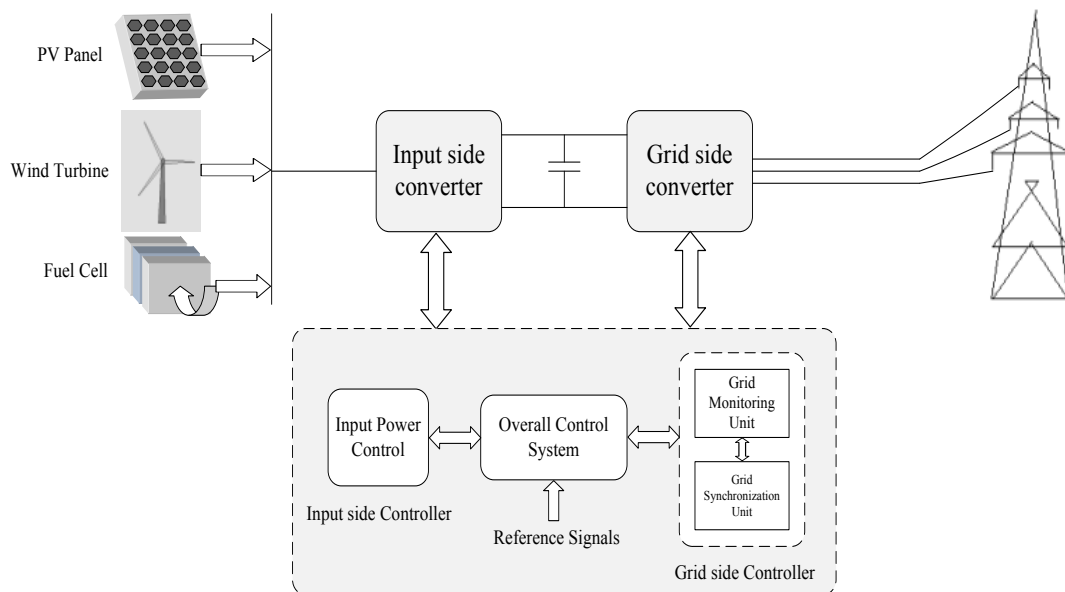 PV Panel
Wind Turbine
Fuel Cell
Input side
converter
Grid side
converter
Input Power
Control
Input side Controller
Overall Control
System
Reference Signals
Grid
Monitoring
Unit
Grid
Synchronization
Unit
Grid side Controller